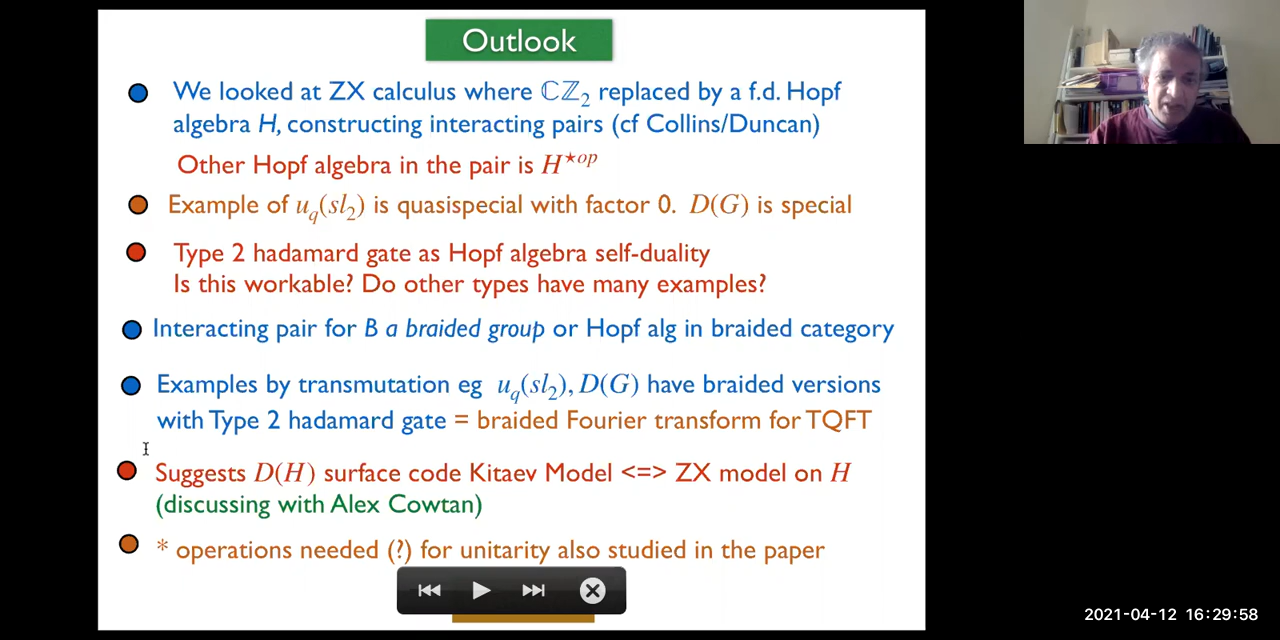 Outlook
We looked at ZX calculus where ℂℤ₂ replaced by a f.d. Hopf
algebra H, constructing interacting pairs (cf Collins/Duncan)
Other Hopf algebra in the pair is H^{⋆op}
Example of u_q(sl₂) is quasispecial with factor 0. D(G) is special
Type 2 hadamard gate as Hopf algebra self-duality
Is this workable? Do other types have many examples?
Interacting pair for B a braided group or Hopf alg in braided category
Examples by transmutation eg u_q(sl₂), D(G) have braided versions
with Type 2 hadamard gate = braided Fourier transform for TQFT
Suggests D(H) surface code Kitaev Model <=> ZX model on H
(discussing with Alex Cowtan)
* operations needed (?) for unitarity also studied in the paper
2021-04-12 16:29:58